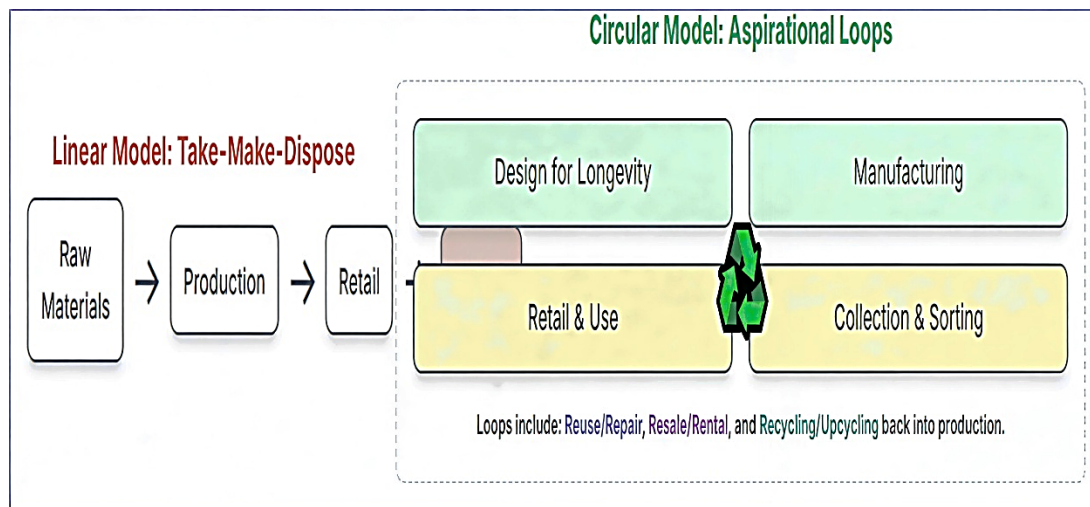 Circular Model: Aspirational Loops
Linear Model: Take-Make-Dispose
Raw
Materials
Production
Retail
Design for Longevity
Manufacturing
Retail & Use
Collection & Sorting
Loops include: Reuse/Repair, Resale/Rental, and Recycling/Upcycling back into production.